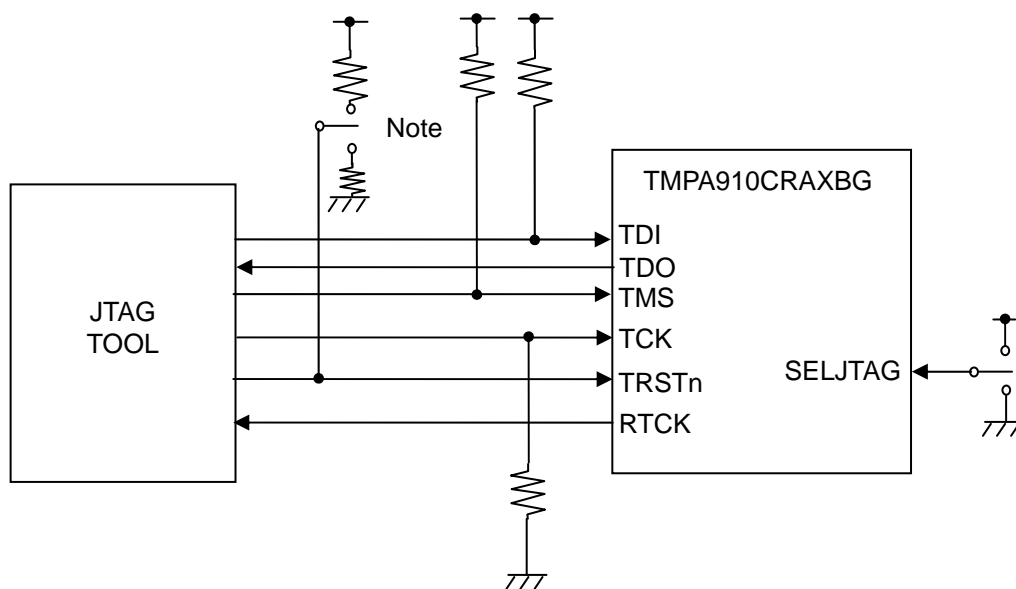 Note
TMPA910CRAXBG
JTAG
TOOL
TDI
TDO
TMS
TCK
TRSTn
RTCK
SELJTAG